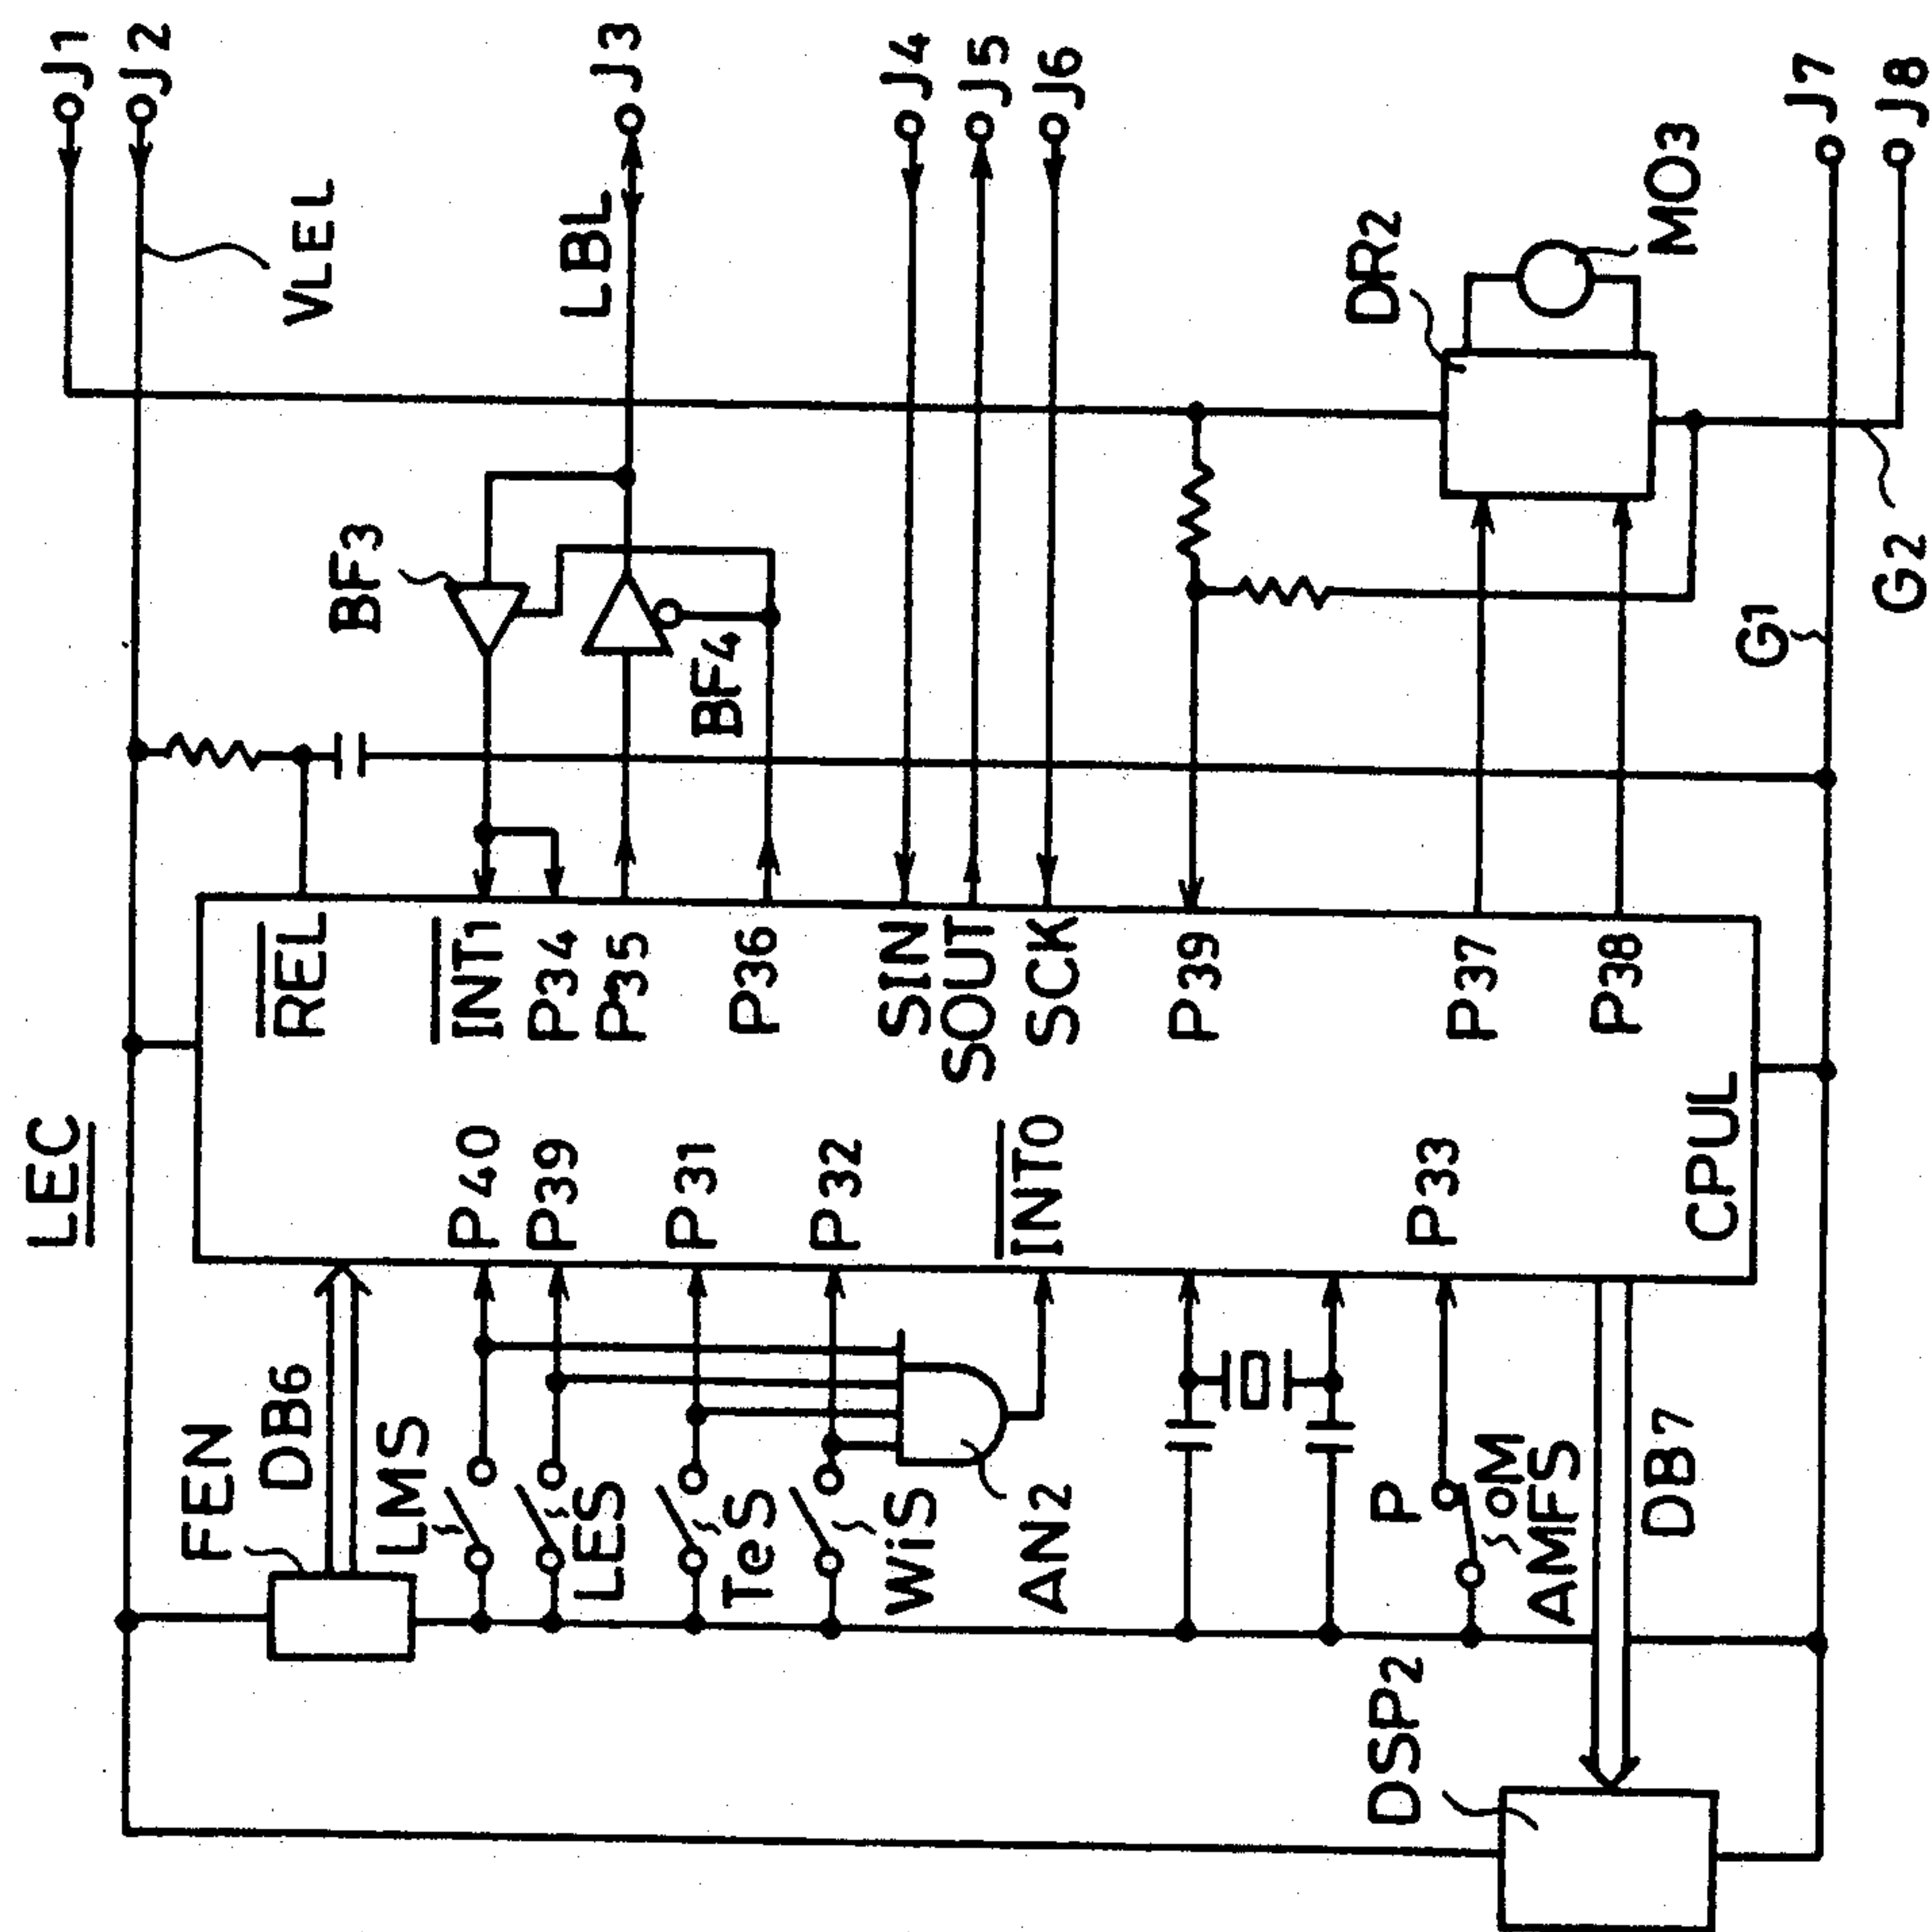 LEC
J1
J2
VLEL
LBL
J3
J4
J5
J6
BF3
BF4
DR2
MO3
J7
J8
G1
G2
REL
INT1
P34
P35
P36
SIN
SOUT
SCK
P39
P37
P38
P40
P39
P31
P32
INT0
P33
CPUL
FEN
DB6
LMS
LES
TeS
WiS
AN2
P
M
AMFS
DB7
DSP2